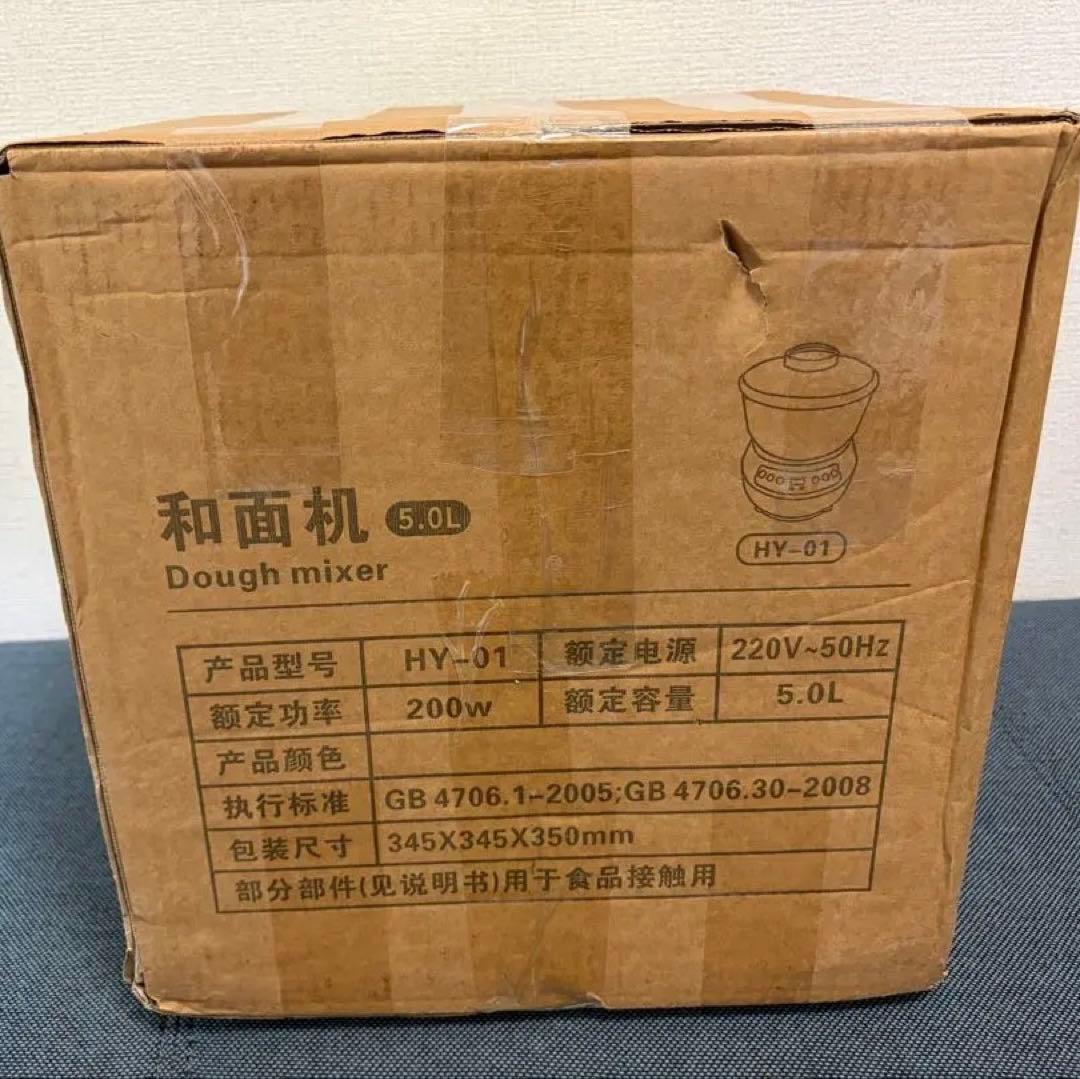 和面机 5.0L
Dough mixer
HY-01
产品型号 HY-01 额定电源 220V~50Hz
额定功率 200w 额定容量 5.0L
产品颜色
执行标准 GB 4706.1-2005;GB 4706.30-2008
包装尺寸 345X345X350mm
部分部件(见说明书)用于食品接触用